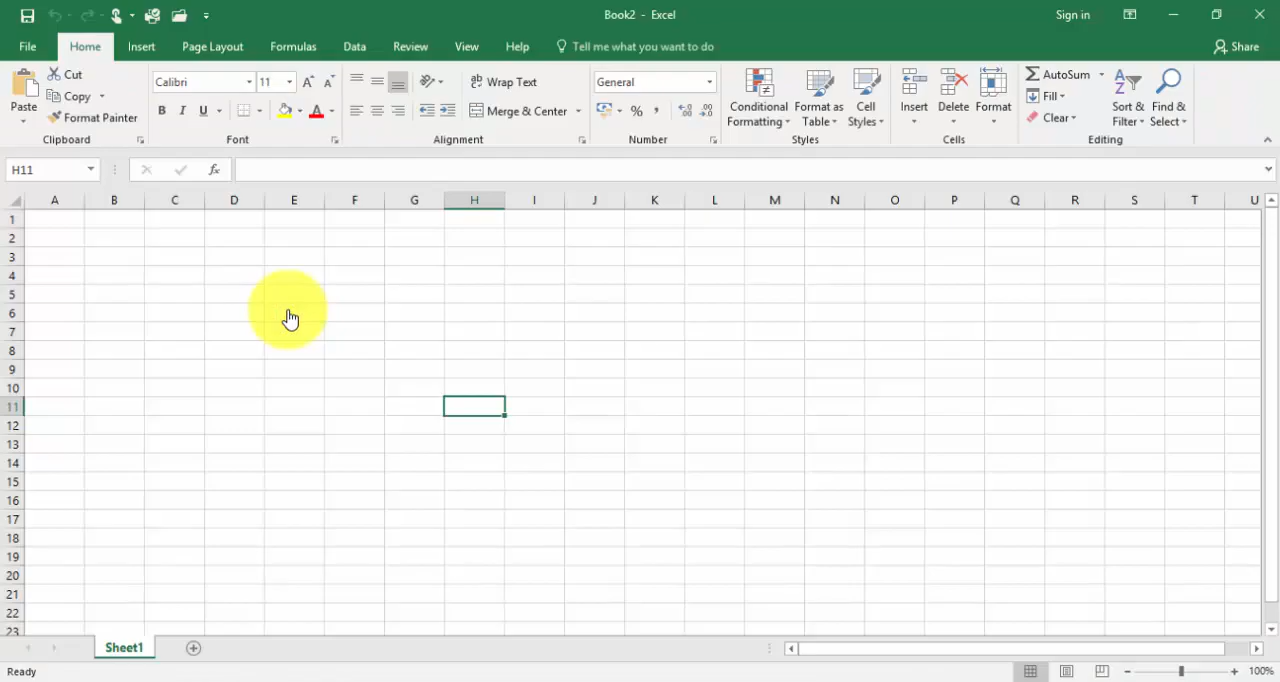 Book2 - Excel
Sign in
File Home Insert Page Layout Formulas Data Review View Help Tell me what you want to do Share
Paste
Cut
Copy
Format Painter
Clipboard
Calibri 11
B I U
Font
Wrap Text
Merge & Center
Alignment
General
% ,
Number
Conditional Formatting
Format as Table
Cell Styles
Styles
Insert
Delete
Format
Cells
AutoSum
Fill
Clear
Sort & Filter
Find & Select
Editing
H11 fx
A B C D E F G H I J K L M N O P Q R S T U
1
2
3
4
5
6
7
8
9
10
11
12
13
14
15
16
17
18
19
20
21
22
23
Sheet1
Ready 100%